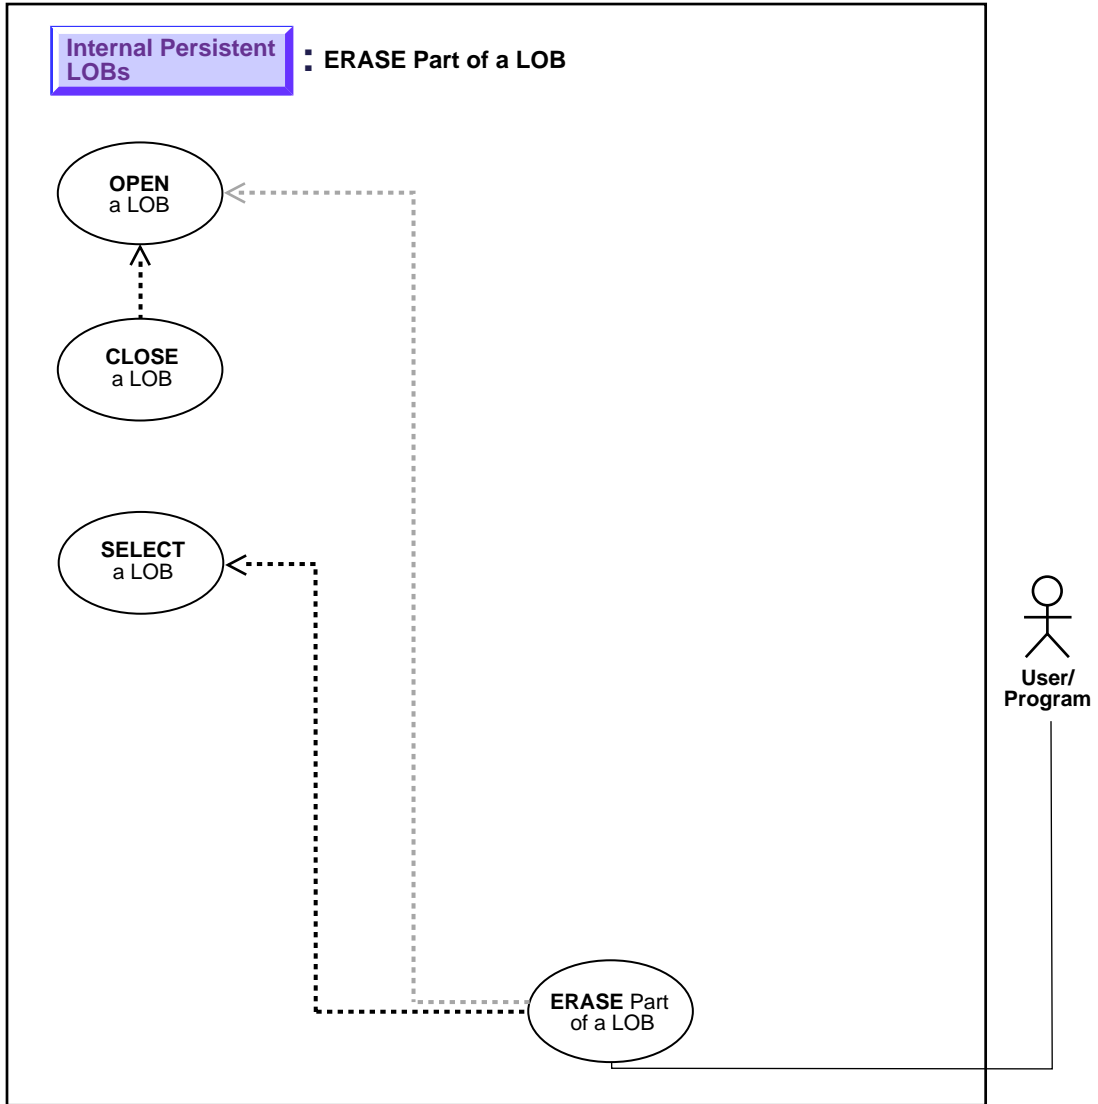 Internal Persistent
LOBs
: ERASE Part of a LOB
OPEN
a LOB
CLOSE
a LOB
SELECT
a LOB
User/
Program
ERASE Part
of a LOB